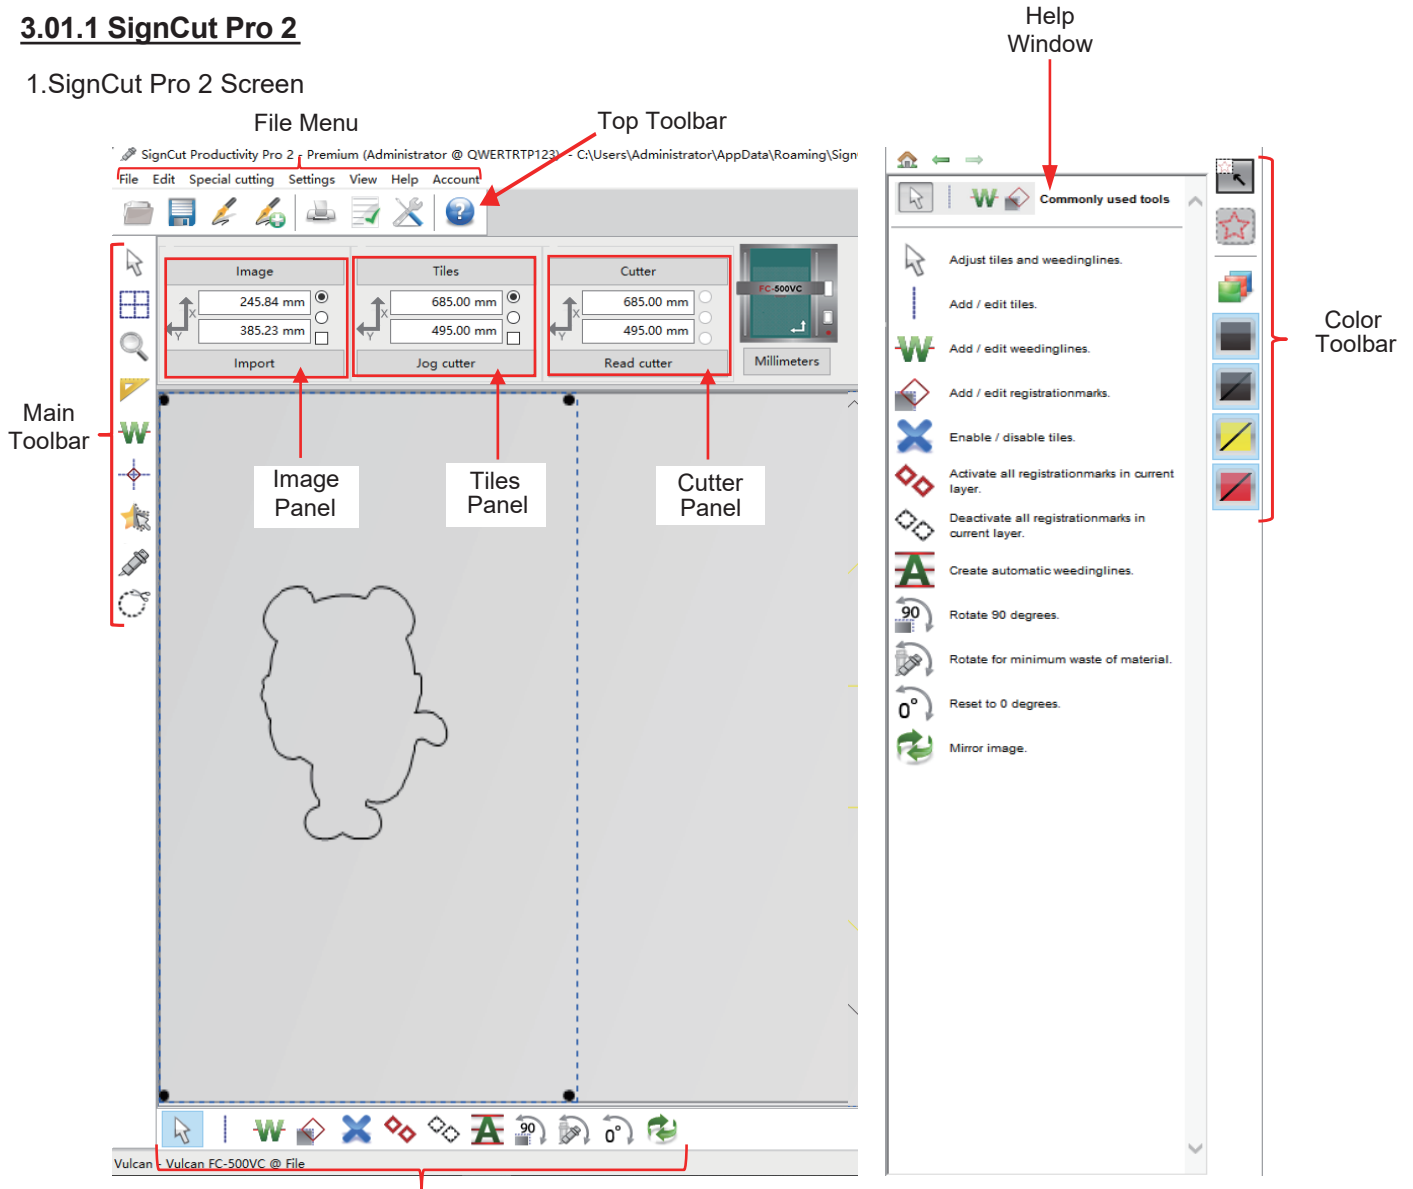 3.01.1 SignCut Pro 2
1.SignCut Pro 2 Screen
Help
Window
File Menu
Top Toolbar
SignCut Productivity Pro 2 - Premium (Administrator @ QWERTRTP123) - C:\Users\Administrator\AppData\Roaming\Sign
File Edit Special cutting Settings View Help Account
Image
245.84 mm
385.23 mm
X
Y
Import
Tiles
685.00 mm
495.00 mm
X
Y
Jog cutter
Cutter
685.00 mm
495.00 mm
X
Y
Read cutter
FC-500VC
Millimeters
Main
Toolbar
Image
Panel
Tiles
Panel
Cutter
Panel
Commonly used tools
Adjust tiles and weedinglines.
Add / edit tiles.
W
Add / edit weedinglines.
Add / edit registrationmarks.
Enable / disable tiles.
Activate all registrationmarks in current
layer.
Deactivate all registrationmarks in
current layer.
A
Create automatic weedinglines.
90
Rotate 90 degrees.
Rotate for minimum waste of material.
0°
Reset to 0 degrees.
Mirror image.
Color
Toolbar
W
A
90
0°
Vulcan - Vulcan FC-500VC @ File